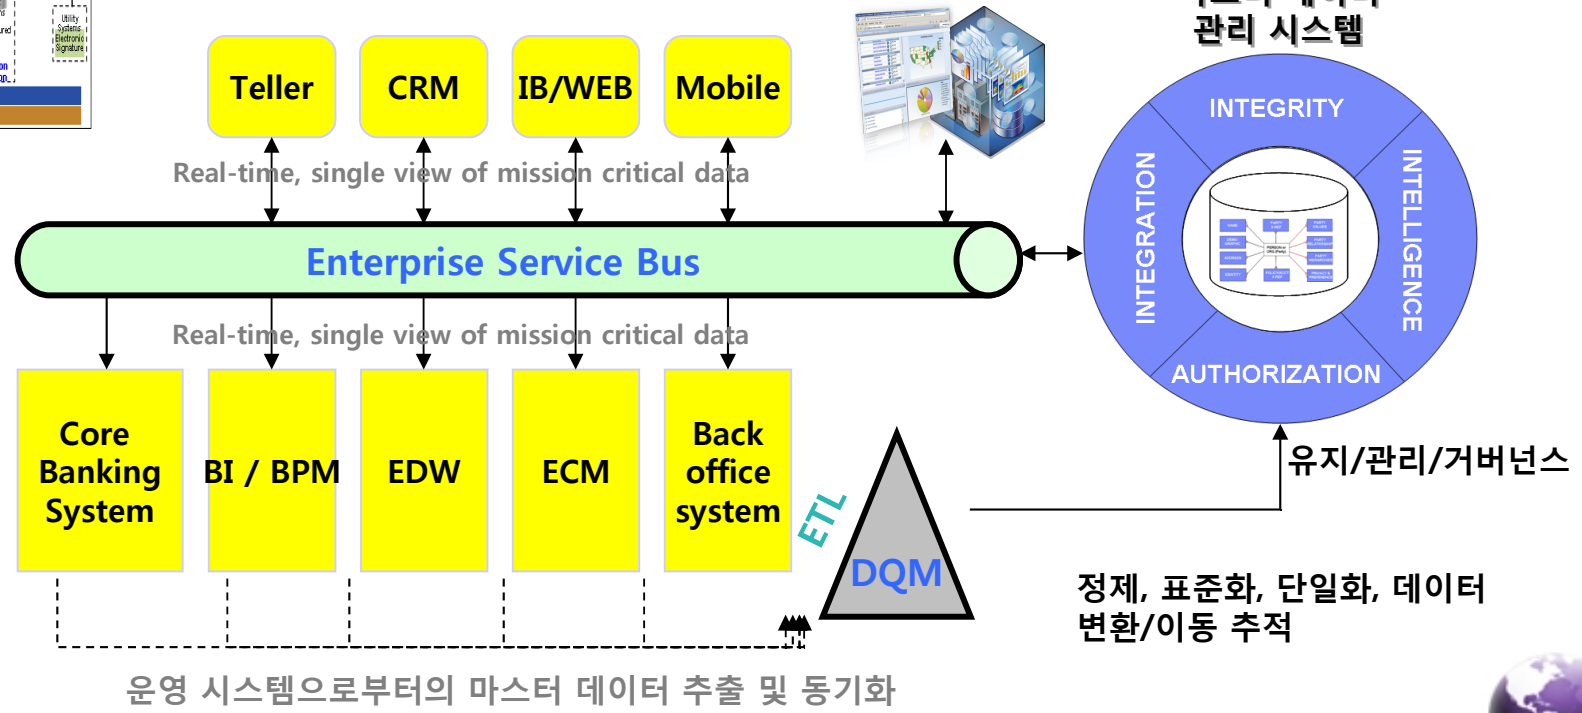 Utility
Systems
Electronic
Signature
관리 시스템
Teller
CRM
IB/WEB
Mobile
Real-time, single view of mission critical data
Enterprise Service Bus
Real-time, single view of mission critical data
INTEGRITY
INTEGRATION
INTELLIGENCE
AUTHORIZATION
Core
Banking
System
BI / BPM
EDW
ECM
Back
office
system
ETL
DQM
유지/관리/거버넌스
정제, 표준화, 단일화, 데이터
변환/이동 추적
운영 시스템으로부터의 마스터 데이터 추출 및 동기화